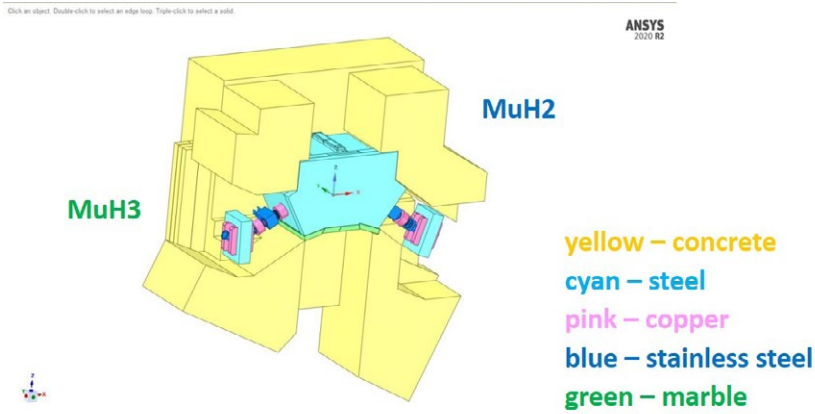 Click an object. Double-click to select an edge loop. Triple-click to select a solid.
ANSYS
2020 R2
MuH2
MuH3
yellow – concrete
cyan – steel
pink – copper
blue – stainless steel
green – marble
Z